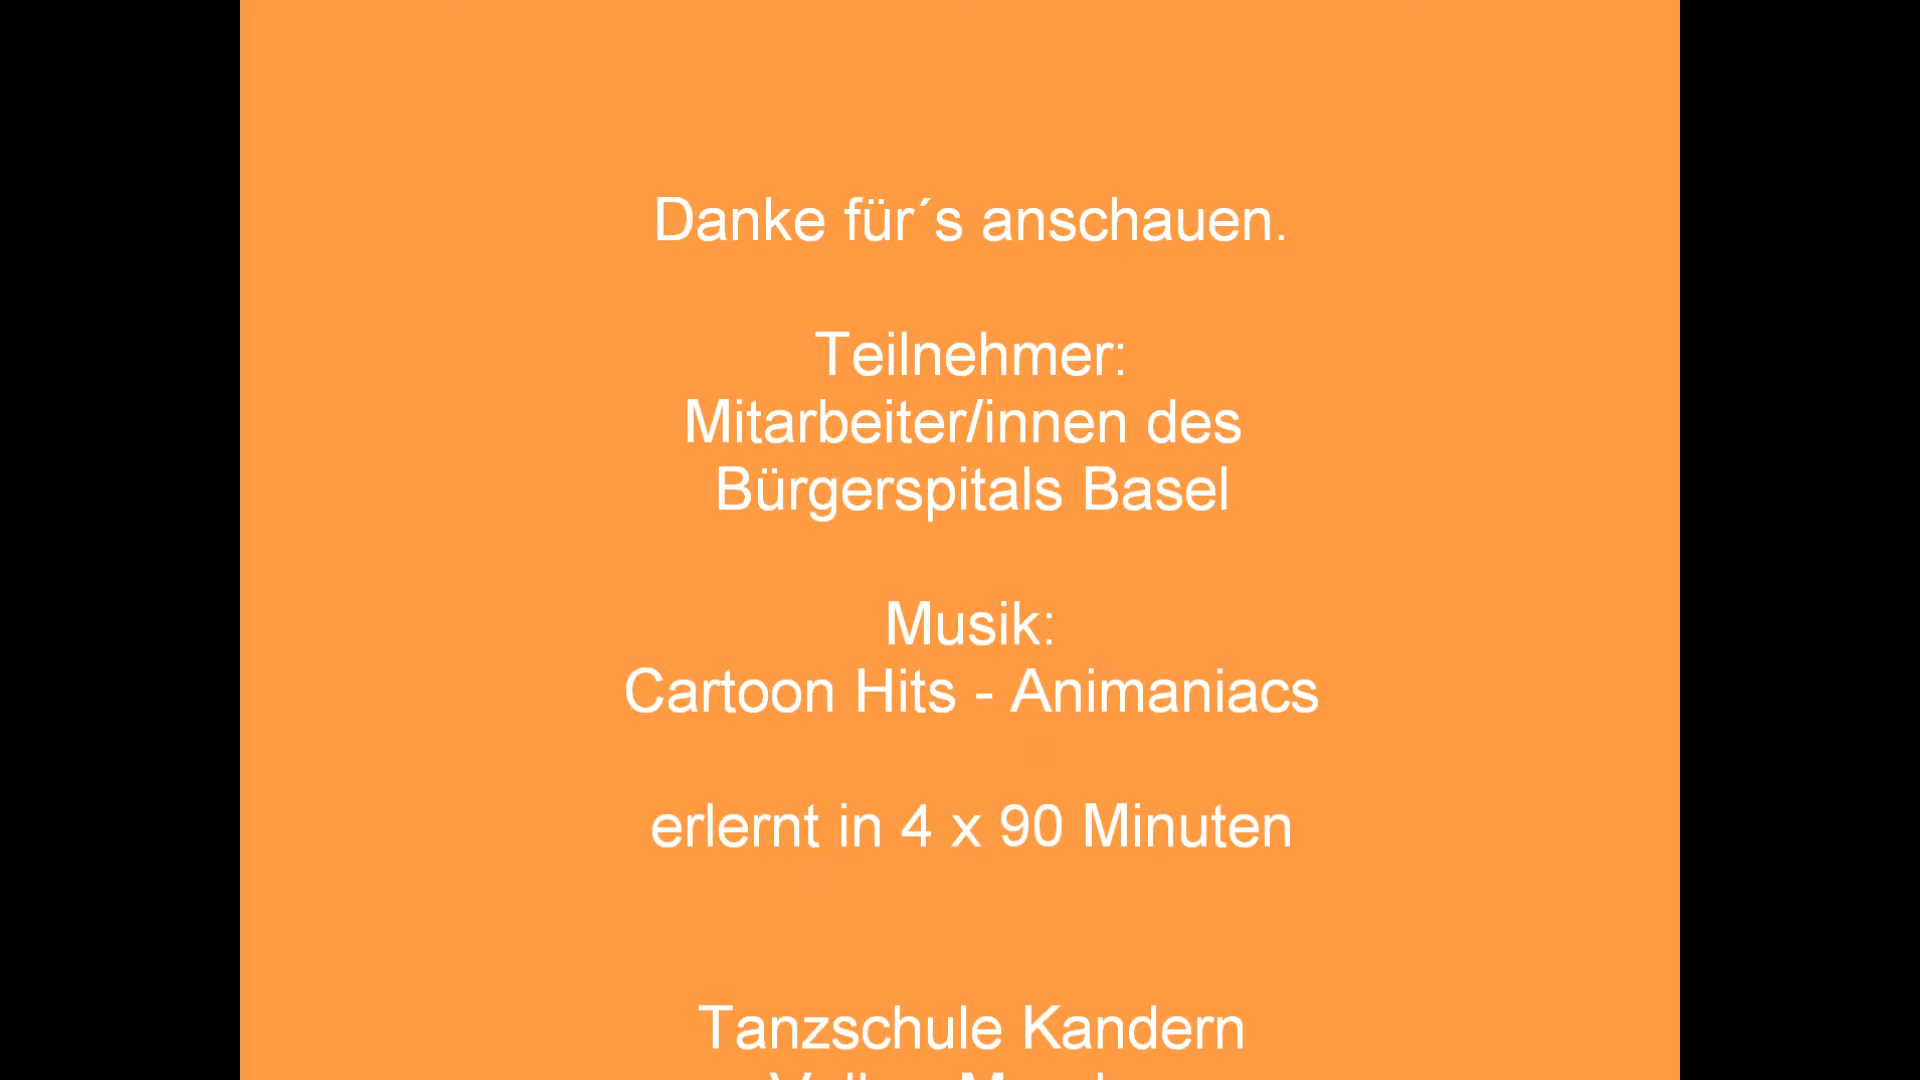 Danke für´s anschauen.
Teilnehmer:
Mitarbeiter/innen des
Bürgerspitals Basel
Musik:
Cartoon Hits - Animaniacs
erlernt in 4 x 90 Minuten
Tanzschule Kandern